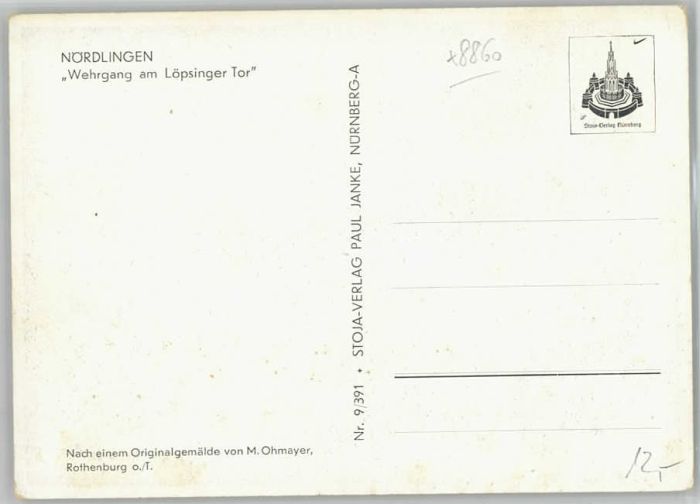 NÖRDLINGEN
„Wehrgang am Löpsinger Tor"
x8860
Stoja-Verlag Nürnberg
Nr. 9/391 + STOJA-VERLAG PAUL JANKE, NÜRNBERG-A
Nach einem Originalgemälde von M. Ohmayer,
Rothenburg o./T.
12,-